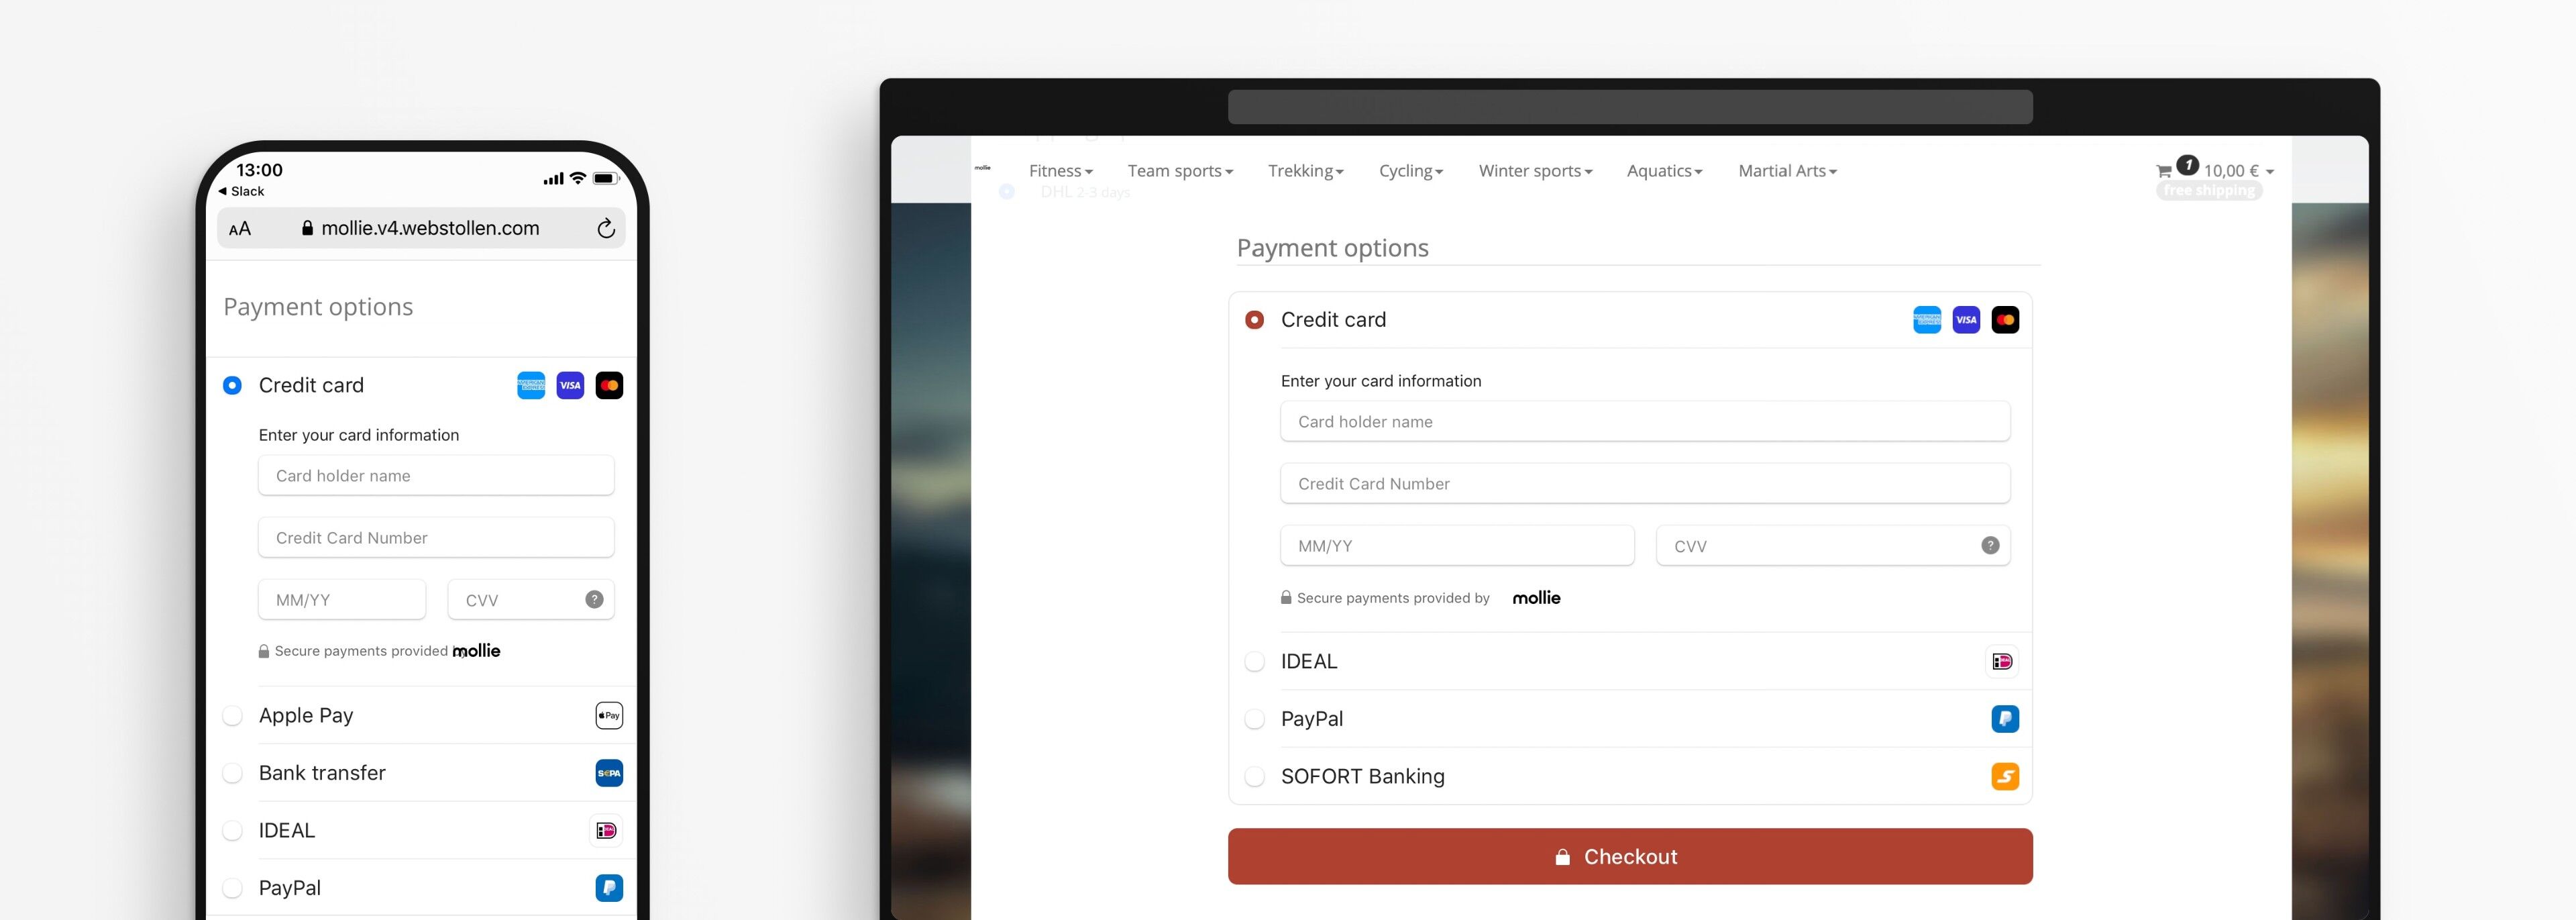 13:00
Slack
AA mollie.v4.webstollen.com
Payment options
Credit card
VISA
Enter your card information
Card holder name
Credit Card Number
MM/YY CVV ?
Secure payments provided mollie
Apple Pay
Pay
Bank transfer
SEPA
IDEAL
PayPal
mollie Fitness Team sports Trekking Cycling Winter sports Aquatics Martial Arts 1 10,00 €
DHL 2-3 days free shipping
Payment options
Credit card
VISA
Enter your card information
Card holder name
Credit Card Number
MM/YY CVV ?
Secure payments provided by mollie
IDEAL
PayPal
SOFORT Banking
Checkout